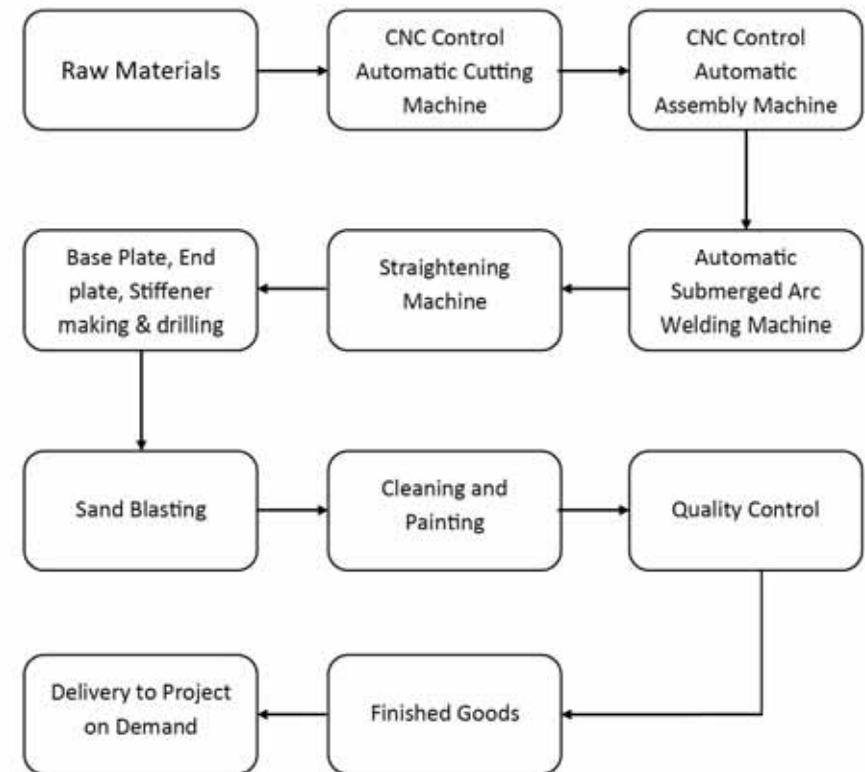 Raw Materials
CNC Control
Automatic Cutting
Machine
CNC Control
Automatic
Assembly Machine
Base Plate, End
plate, Stiffener
making & drilling
Straightening
Machine
Automatic
Submerged Arc
Welding Machine
Sand Blasting
Cleaning and
Painting
Quality Control
Delivery to Project
on Demand
Finished Goods